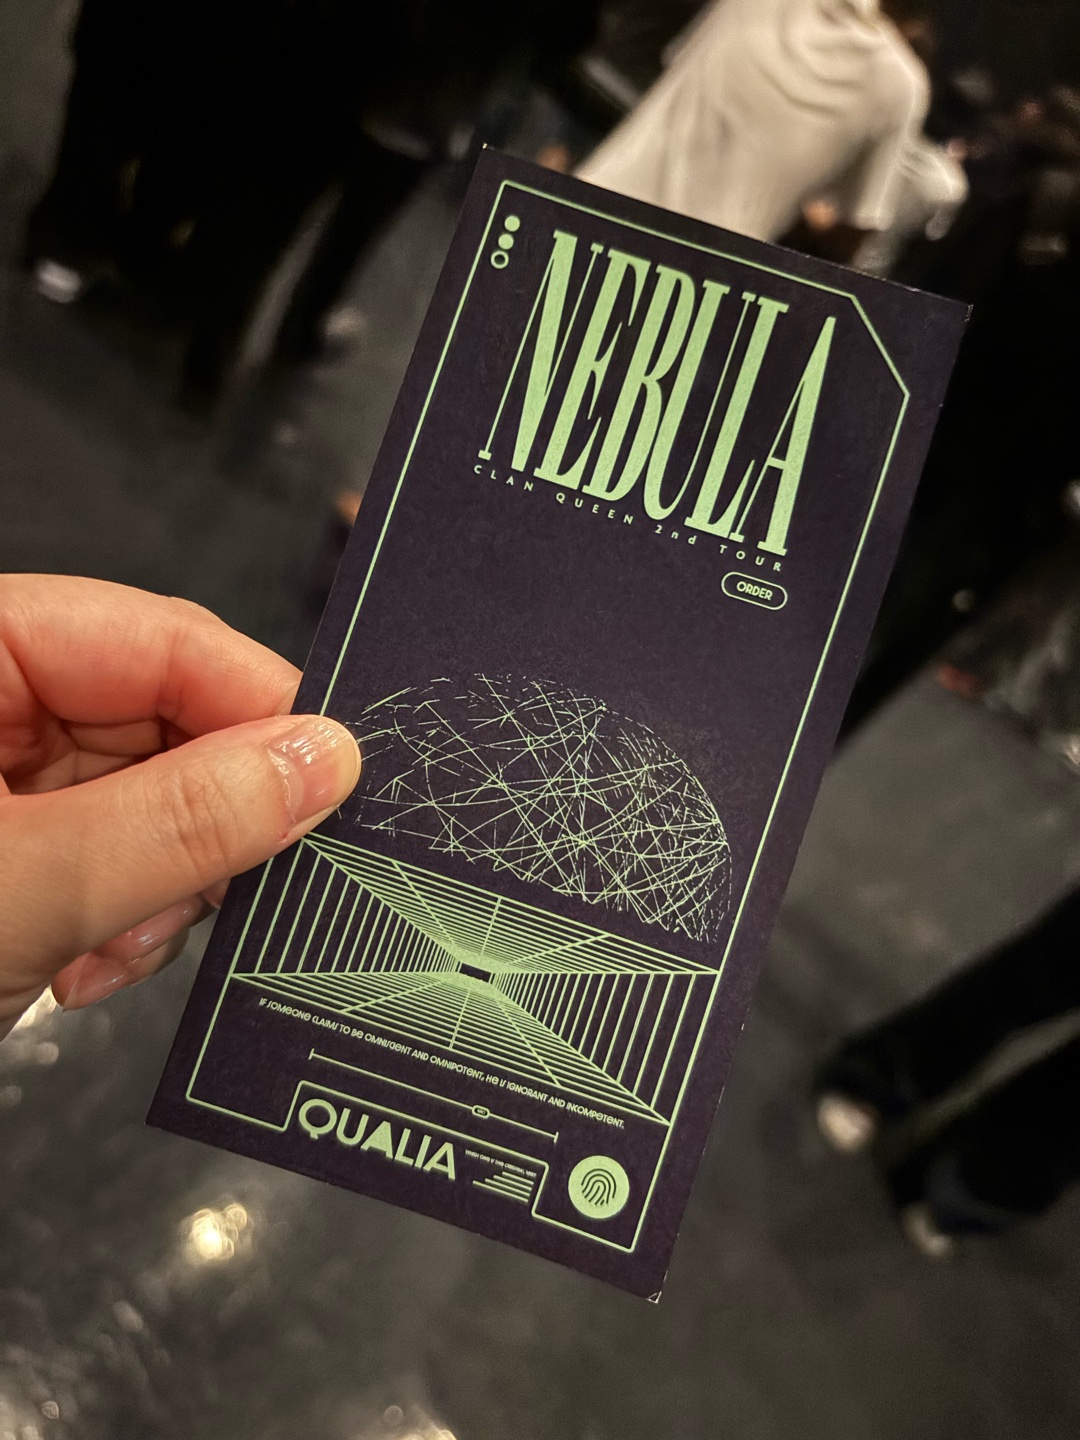 NEBULA
CLAN QUEEN 2nd TOUR
ORDER
IF SOMEONE CLAIMS TO BE OMNISCIENT AND OMNIPOTENT, HE IS IGNORANT AND INCOMPETENT.
QUALIA